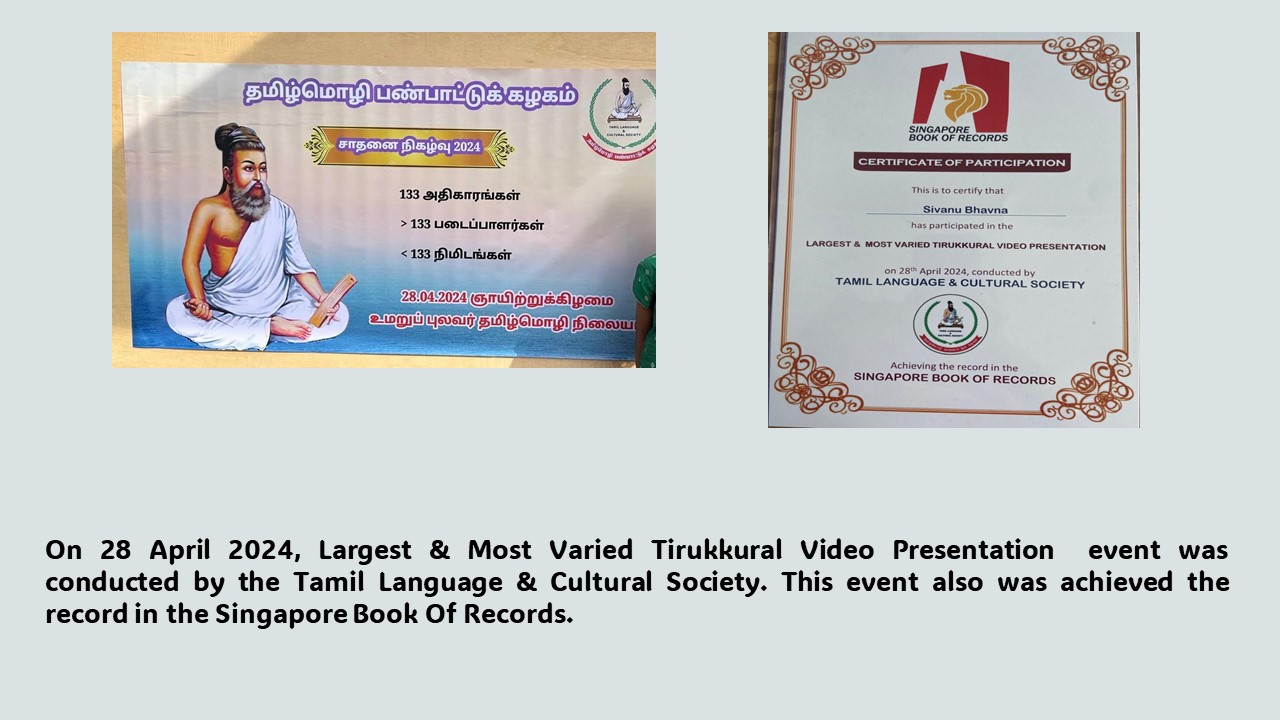 தமிழ்மொழி பண்பாட்டுக் கழகம்
சாதனை நிகழ்வு 2024
133 அதிகாரங்கள்
> 133 படைப்பாளர்கள்
< 133 நிமிடங்கள்
28.04.2024 ஞாயிற்றுக்கிழமை
உமறுப் புலவர் தமிழ்மொழி
TAMIL LANGUAGE
&
CULTURAL SOCIETY
SINGAPORE
BOOK OF RECORDS
CERTIFICATE OF PARTICIPATION
This is to certify that
Sivanu Bhavna
has participated in the
LARGEST & MOST VARIED TIRUKKURAL VIDEO PRESENTATION
on 28th April 2024, conducted by
TAMIL LANGUAGE & CULTURAL SOCIETY
TAMIL LANGUAGE
&
CULTURAL SOCIETY
Achieving the record in the
SINGAPORE BOOK OF RECORDS
On 28 April 2024, Largest & Most Varied Tirukkural Video Presentation event was
conducted by the Tamil Language & Cultural Society. This event also was achieved the
record in the Singapore Book Of Records.